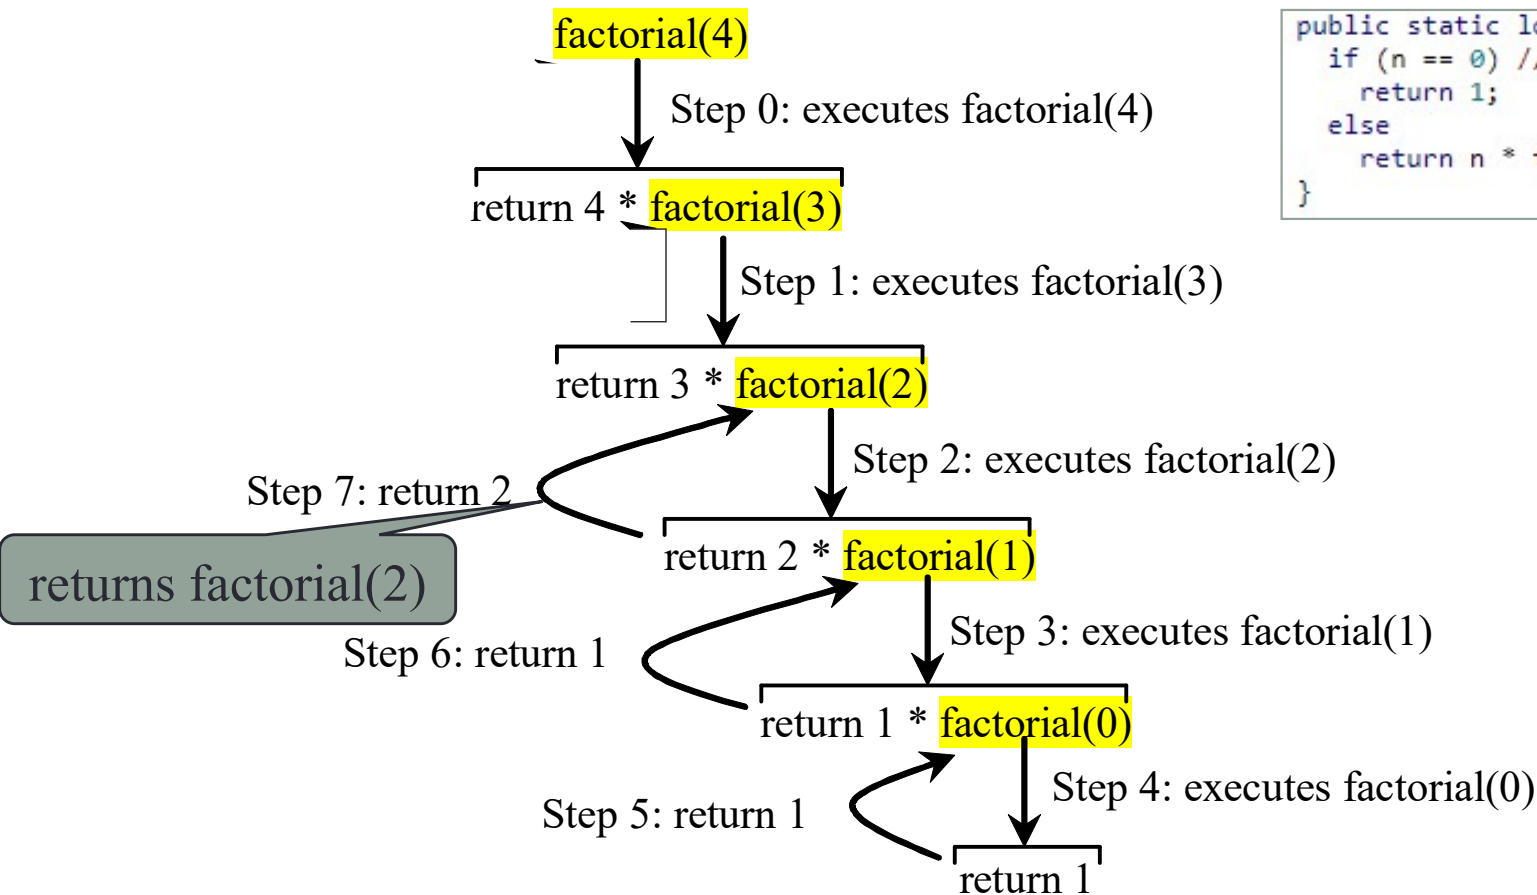 factorial(4)
public static
if (n == 0)
return 1;
else
return n *
}
Step 0: executes factorial(4)
return 4 * factorial(3)
Step 1: executes factorial(3)
return 3 * factorial(2)
Step 2: executes factorial(2)
Step 7: return 2
return 2 * factorial(1)
returns factorial(2)
Step 3: executes factorial(1)
Step 6: return 1
return 1 * factorial(0)
Step 4: executes factorial(0)
Step 5: return 1
return 1